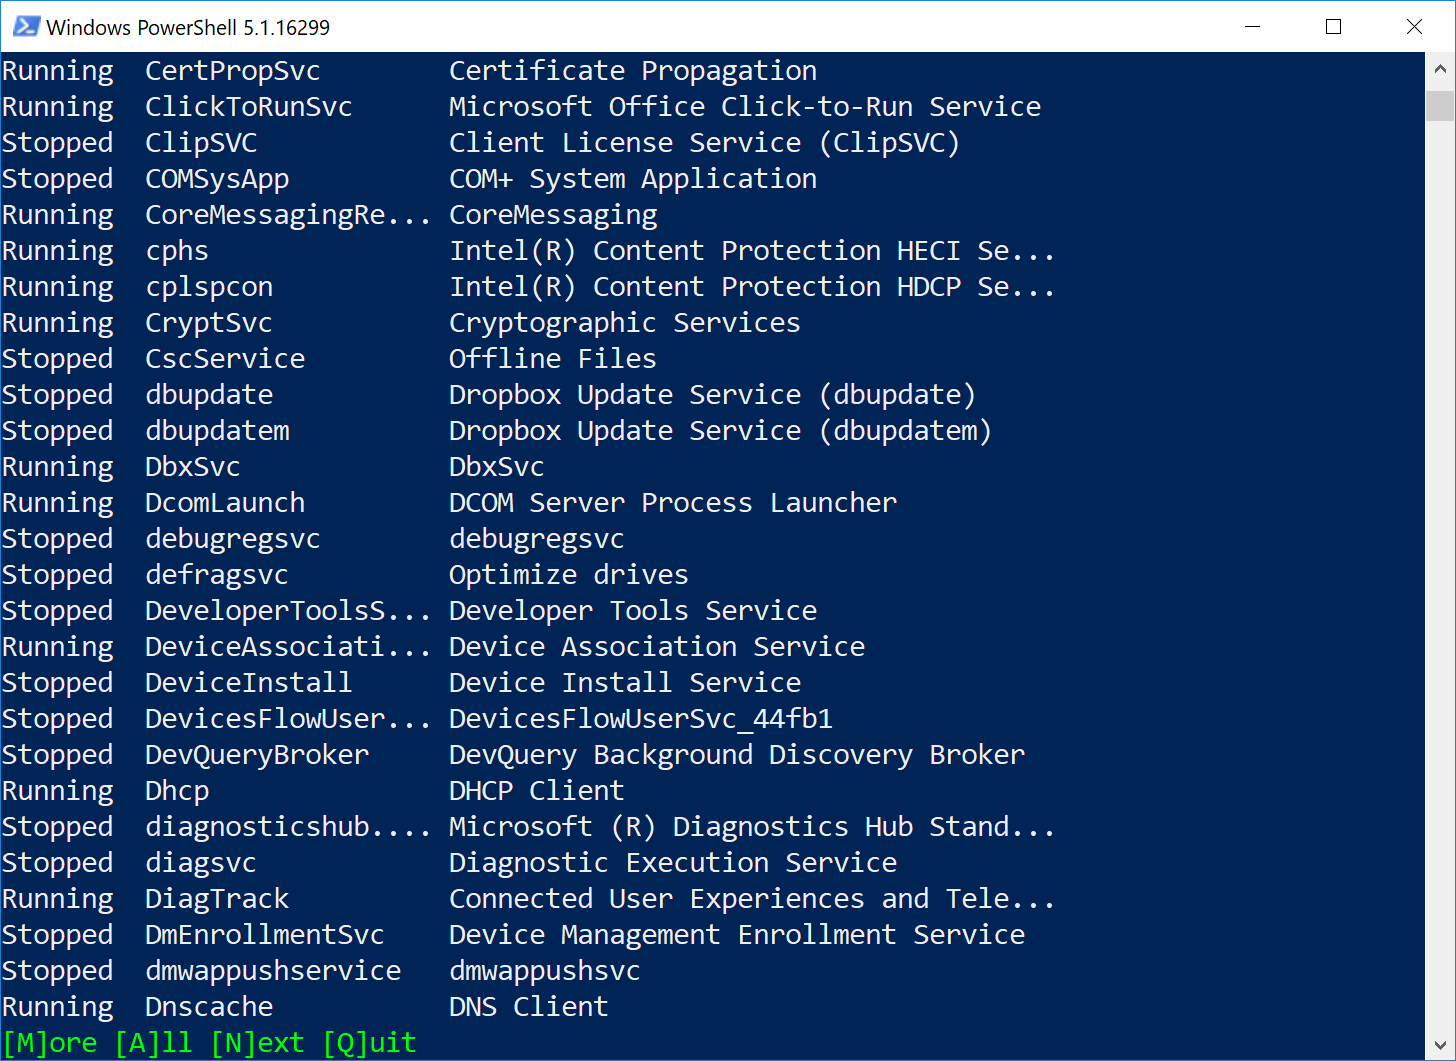 Windows PowerShell 5.1.16299
Running  CertPropSvc        Certificate Propagation
Running  ClickToRunSvc      Microsoft Office Click-to-Run Service
Stopped  ClipSVC            Client License Service (ClipSVC)
Stopped  COMSysApp          COM+ System Application
Running  CoreMessagingRe... CoreMessaging
Running  cphs               Intel(R) Content Protection HECI Se...
Running  cplspcon           Intel(R) Content Protection HDCP Se...
Running  CryptSvc           Cryptographic Services
Stopped  CscService         Offline Files
Stopped  dbupdate           Dropbox Update Service (dbupdate)
Stopped  dbupdatem          Dropbox Update Service (dbupdatem)
Running  DbxSvc             DbxSvc
Running  DcomLaunch         DCOM Server Process Launcher
Stopped  debugregsvc        debugregsvc
Stopped  defragsvc          Optimize drives
Stopped  DeveloperToolsS... Developer Tools Service
Running  DeviceAssociati... Device Association Service
Stopped  DeviceInstall      Device Install Service
Stopped  DevicesFlowUser... DevicesFlowUserSvc_44fb1
Stopped  DevQueryBroker     DevQuery Background Discovery Broker
Running  Dhcp               DHCP Client
Stopped  diagnosticshub.... Microsoft (R) Diagnostics Hub Stand...
Stopped  diagsvc            Diagnostic Execution Service
Running  DiagTrack          Connected User Experiences and Tele...
Stopped  DmEnrollmentSvc    Device Management Enrollment Service
Stopped  dmwappushservice   dmwappushsvc
Running  Dnscache           DNS Client
[M]ore [A]ll [N]ext [Q]uit